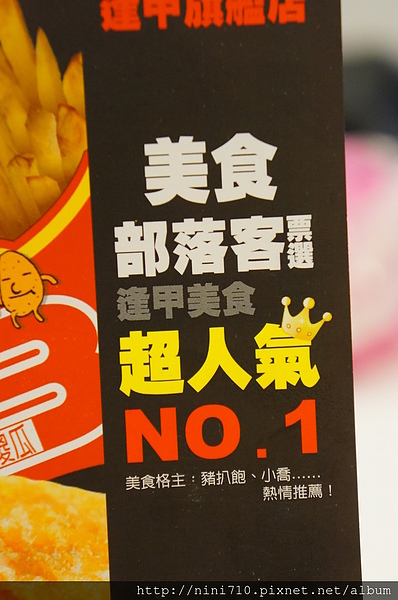 逢甲旗艦店
美食
部落客票選
逢甲美食
超人氣
NO.1
美食格主：豬扒飽、小喬……
熱情推薦！
瓜
http://nini710.pixnet.net/album